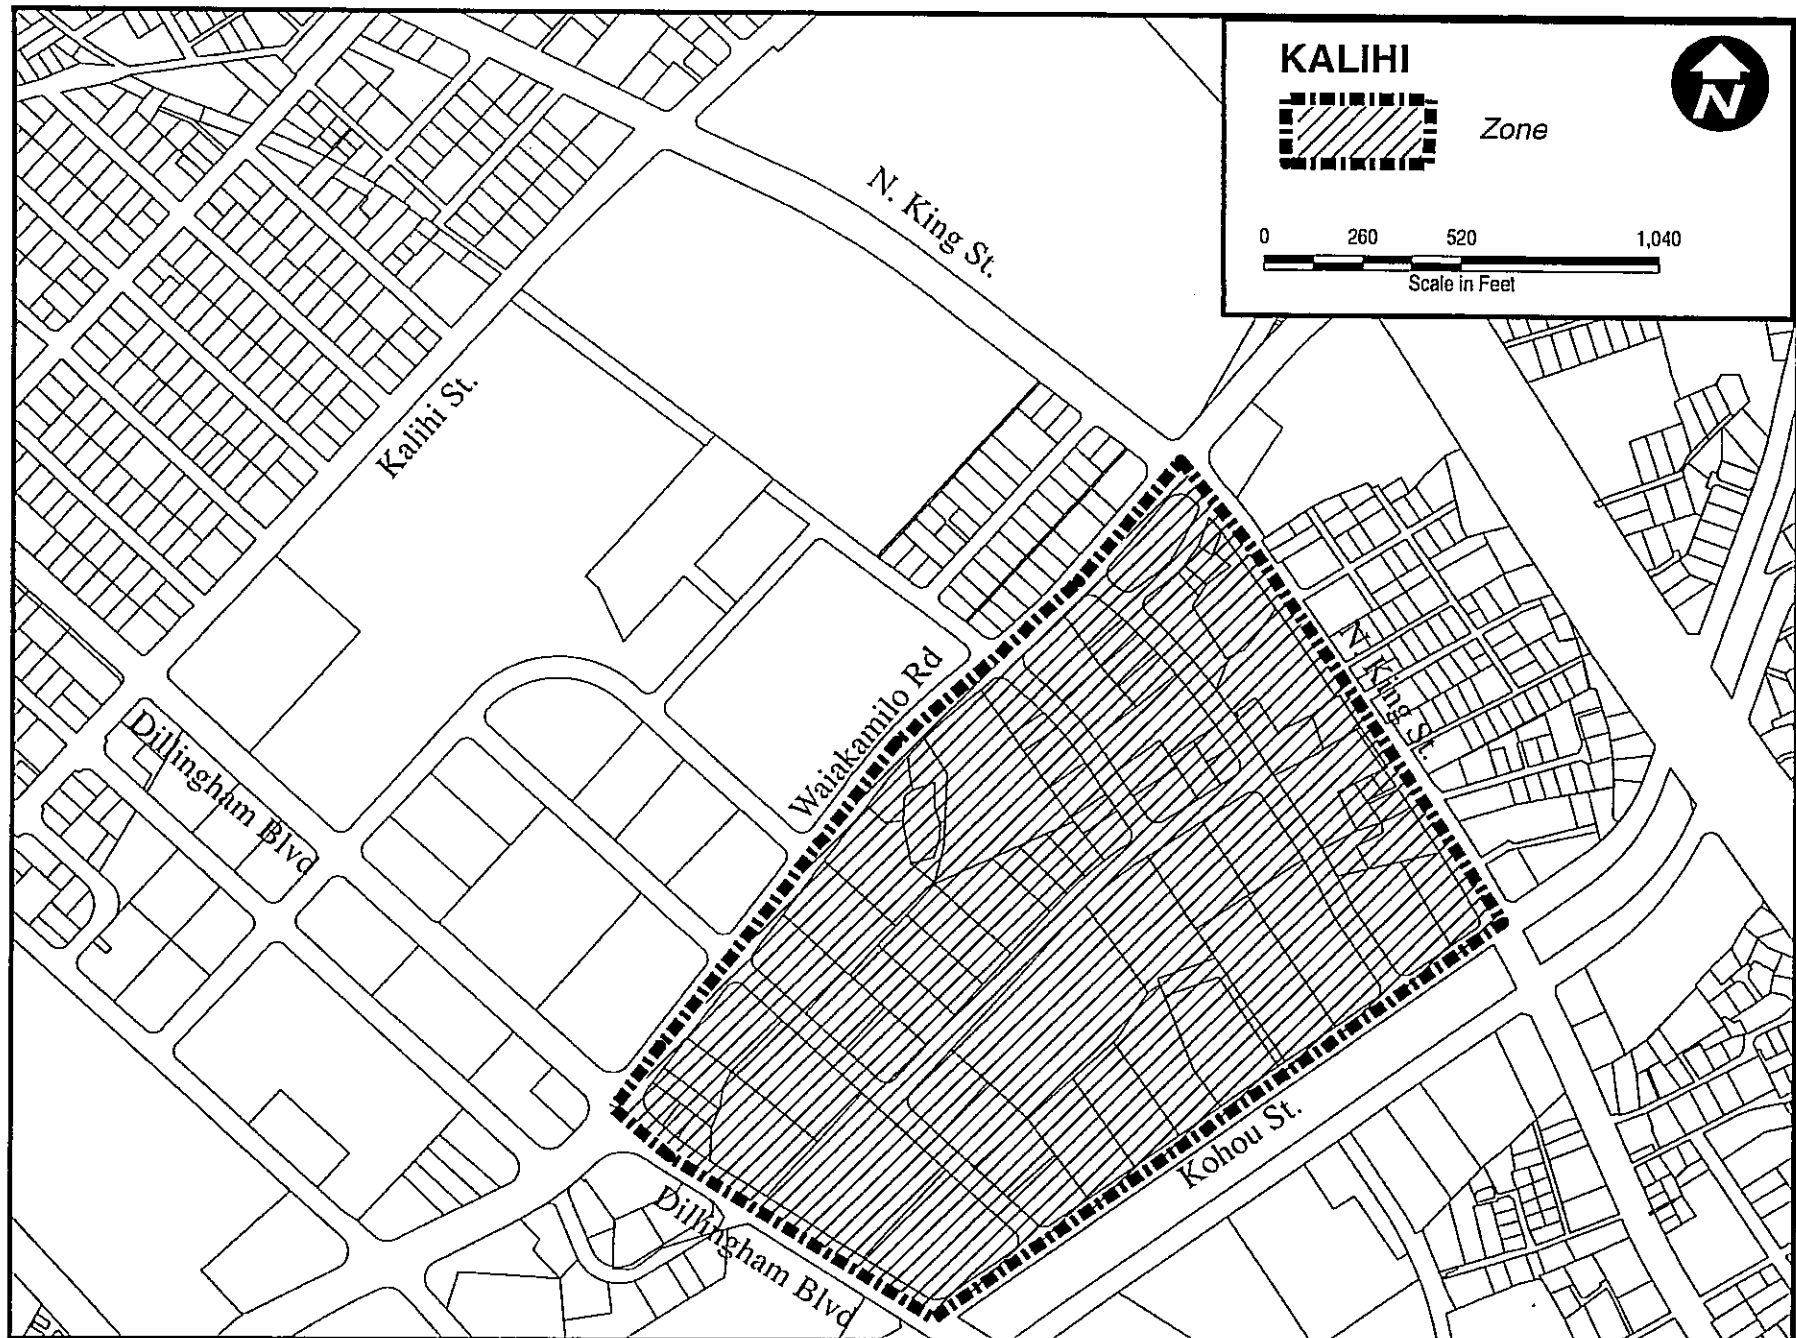 KALIHI
N
Zone
0 260 520 1,040
Scale in Feet
N. King St.
Kalihi St.
N. King St.
Waiakamilo Rd
Dillingham Blvd
Kohou St.
Dillingham Blvd